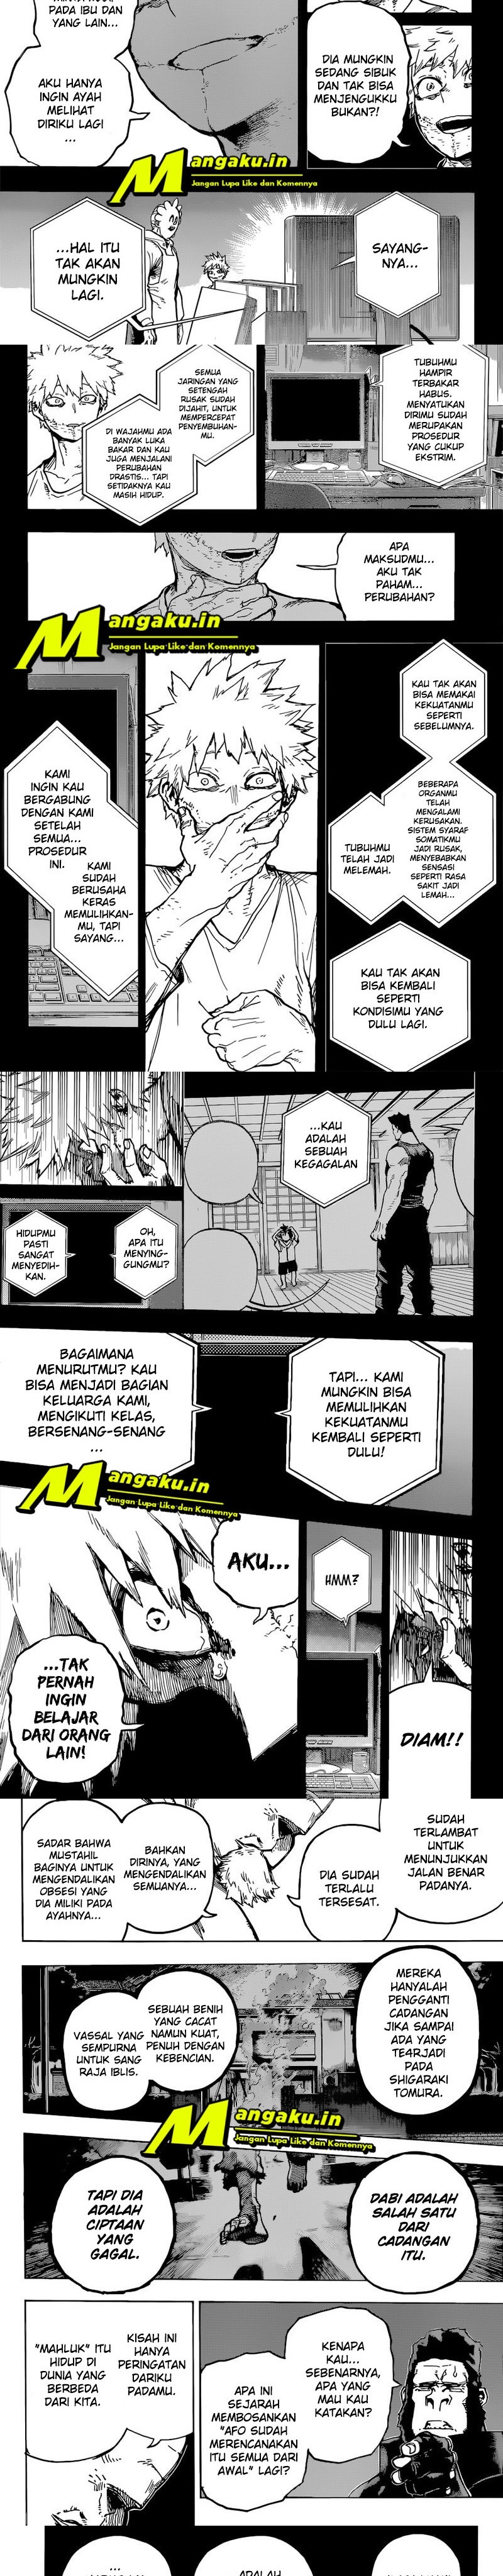 PADA IBU DAN
YANG LAIN...
AKU HANYA
INGIN AYAH
MELIHAT
DIRIKU LAGI
...
DIA MUNGKIN
SEDANG SIBUK
DAN TAK BISA
MENJENGUKKU
BUKAN?!
Mangaku.in
Jangan Lupa Like dan Komennya
SAYANG-
NYA...
...HAL ITU
TAK AKAN
MUNGKIN
LAGI.
TUBUHMU
HAMPIR
TERBAKAR
HABUS.
MENYATUKAN
DIRIMU SUDAH
MERUPAKAN
PROSEDUR
YANG CUKUP
EKSTRIM.
SEMUA
JARINGAN YANG
SETENGAH
RUSAK SUDAH
DIJAHIT, UNTUK
MEMPERCEPAT
PENYEMBUHAN-
MU.
DI WAJAHMU ADA
BANYAK LUKA
BAKAR DAN KAU
JUGA MENJALANI
PERUBAHAN
DRASTIS... TAPI
SETIDAKNYA KAU
MASIH HIDUP.
APA
MAKSUDMU...
AKU TAK
PAHAM...
PERUBAHAN?
Mangaku.in
Jangan Lupa Like dan Komennya
KAU TAK AKAN
BISA MEMAKAI
KEKUATANMU
SEPERTI
SEBELUMNYA.
BEBERAPA
ORGANMU
TELAH
MENGALAMI
KERUSAKAN.
SISTEM SYARAF
SOMATIKMU
JADI RUSAK,
MENYEBABKAN
SENSASI
SEPERTI RASA
SAKIT JADI
LEMAH...
TUBUHMU
TELAH JADI
MELEMAH.
KAU TAK AKAN
BISA KEMBALI
SEPERTI
KONDISIMU YANG
DULU LAGI.
KAMI
INGIN KAU
BERGABUNG
DENGAN KAMI
SETELAH
SEMUA...
PROSEDUR
INI.
KAMI
SUDAH
BERUSAHA
KERAS
MEMULIHKAN-
MU, TAPI
SAYANG...
...KAU
ADALAH
SEBUAH
KEGAGALAN
OH,
APA ITU
MENYING-
GUNGMU?
HIDUPMU
PASTI
SANGAT
MENYEDIH-
KAN.
TAPI... KAMI
MUNGKIN BISA
MEMULIHKAN
KEKUATANMU
KEMBALI SEPERTI
DULU!
BAGAIMANA
MENURUTMU? KAU
BISA MENJADI BAGIAN
KELUARGA KAMI,
MENGIKUTI KELAS,
BERSENANG-SENANG
...
Mangaku.in
Jangan Lupa Like dan Komennya
DIAM!!
HMM?
AKU...
...TAK
PERNAH
INGIN
BELAJAR
DARI ORANG
LAIN!
SUDAH
TERLAMBAT
UNTUK
MENUNJUKKAN
JALAN BENAR
PADANYA.
DIA SUDAH
TERLALU
TERSESAT.
BAHKAN
DIRINYA, YANG
MENGENDALIKAN
SEMUANYA...
SADAR BAHWA
MUSTAHIL
BAGINYA UNTUK
MENGENDALIKAN
OBSESI YANG
DIA MILIKI PADA
AYAHNYA...
MEREKA
HANYALAH
PENGGANTI
CADANGAN
JIKA SAMPAI
ADA YANG
TE4RJADI
PADA
SHIGARAKI
TOMURA.
SEBUAH BENIH
YANG CACAT
NAMUN KUAT,
PENUH DENGAN
KEBENCIAN.
VASSAL YANG
SEMPURNA
UNTUK SANG
RAJA IBLIS.
Mangaku.in
Jangan Lupa Like dan Komennya
DABI ADALAH
SALAH SATU
DARI
CADANGAN
ITU.
TAPI DIA
ADALAH
CIPTAAN
YANG
GAGAL.
KISAH INI
HANYA
PERINGATAN
DARIKU
PADAMU.
"MAHLUK" ITU
HIDUP DI
DUNIA YANG
BERBEDA
DARI KITA.
KENAPA
KAU...
SEBENARNYA,
APA YANG
MAU KAU
KATAKAN?
APA INI
SEJARAH
MEMBOSANKAN
"AFO SUDAH
MERENCANAKAN
ITU SEMUA DARI
AWAL" LAGI?